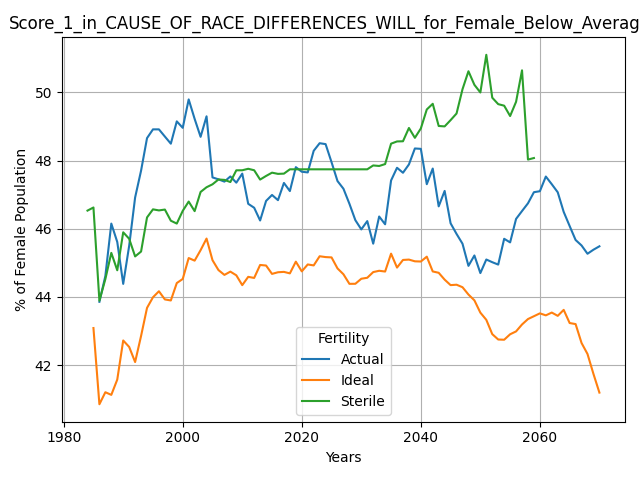 Score_1_in_CAUSE_OF_RACE_DIFFERENCES_WILL_for_Female_Below_Averag
% of Female Population
50
48
46
44
42
Fertility
Actual
Ideal
Sterile
1980 2000 2020 2040 2060
Years